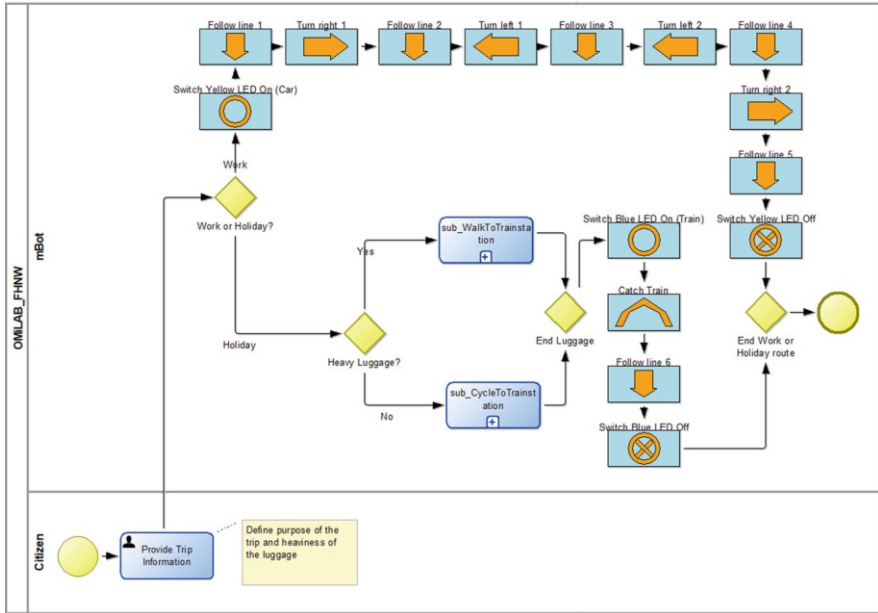 OMiLAB_FHNW
mBot
Follow line 1
Turn right 1
Follow line 2
Turn left 1
Follow line 3
Turn left 2
Follow line 4
Switch Yellow LED On (Car)
Turn right 2
Follow line 5
Switch Yellow LED Off
Work
Work or Holiday?
Holiday
Yes
sub_WalkToTrainsta
tion
Heavy Luggage?
No
sub_CycleToTrainst
ation
End Luggage
Switch Blue LED On (Train)
Catch Train
Follow line 6
Switch Blue LED Off
End Work or
Holiday route
Citizen
Provide Trip
Information
Define purpose of the
trip and heaviness of
the luggage